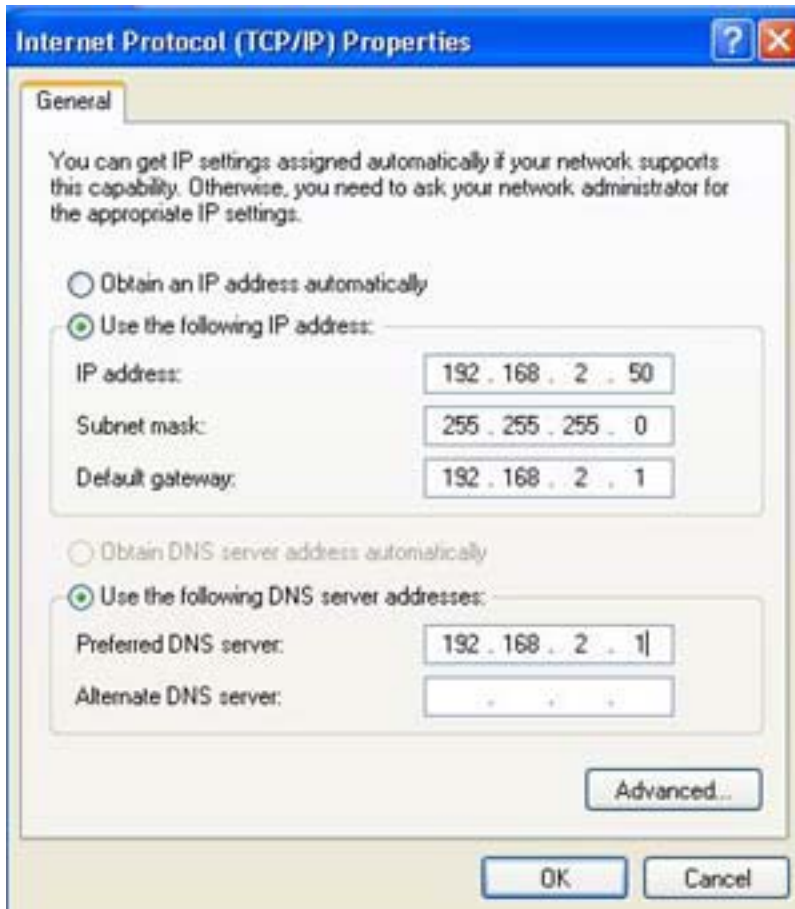 Internet Protocol (TCP/IP) Properties
General
You can get IP settings assigned automatically if your network supports
this capability. Otherwise, you need to ask your network administrator for
the appropriate IP settings.
Obtain an IP address automatically
Use the following IP address:
IP address: 192 . 168 . 2 . 50
Subnet mask: 255 . 255 . 255 . 0
Default gateway: 192 . 168 . 2 . 1
Obtain DNS server address automatically
Use the following DNS server addresses:
Preferred DNS server: 192 . 168 . 2 . 1
Alternate DNS server: . . .
Advanced...
OK Cancel